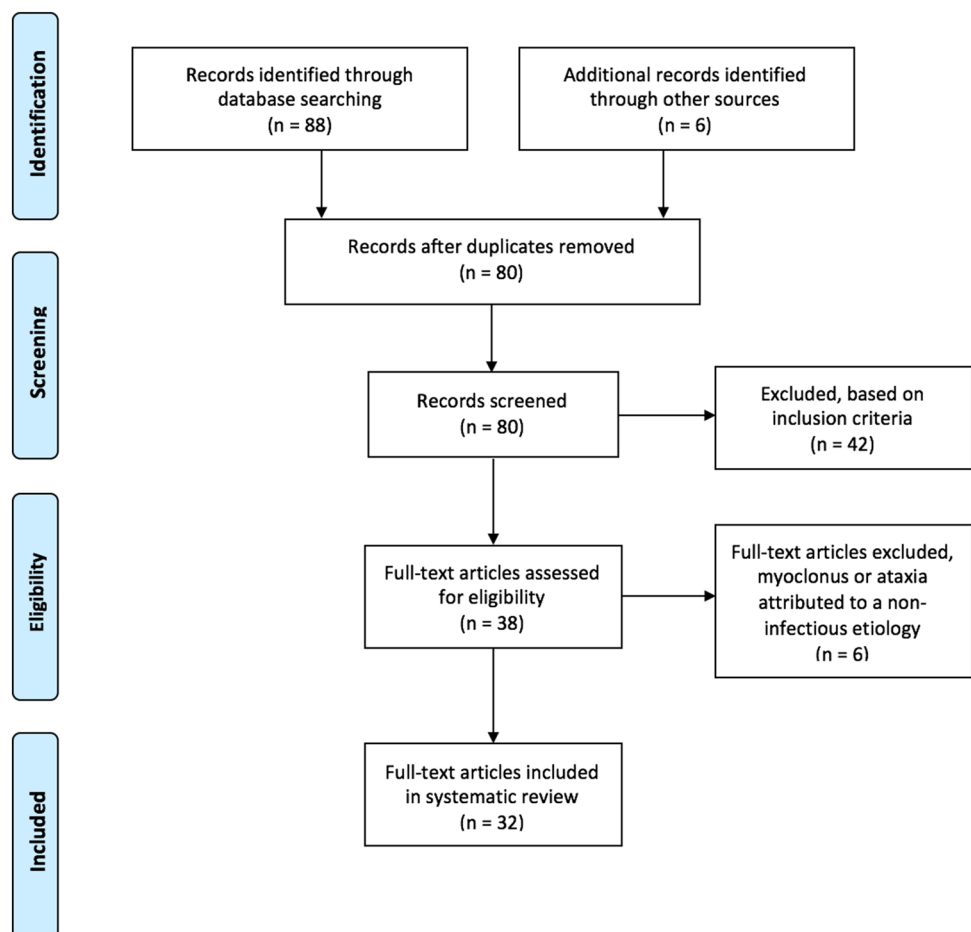 Identification
Records identified through
database searching
(n = 88)
Additional records identified
through other sources
(n = 6)
Screening
Records after duplicates removed
(n = 80)
Records screened
(n = 80)
Excluded, based on
inclusion criteria
(n = 42)
Eligibility
Full-text articles assessed
for eligibility
(n = 38)
Full-text articles excluded,
myoclonus or ataxia
attributed to a non-
infectious etiology
(n = 6)
Included
Full-text articles included
in systematic review
(n = 32)